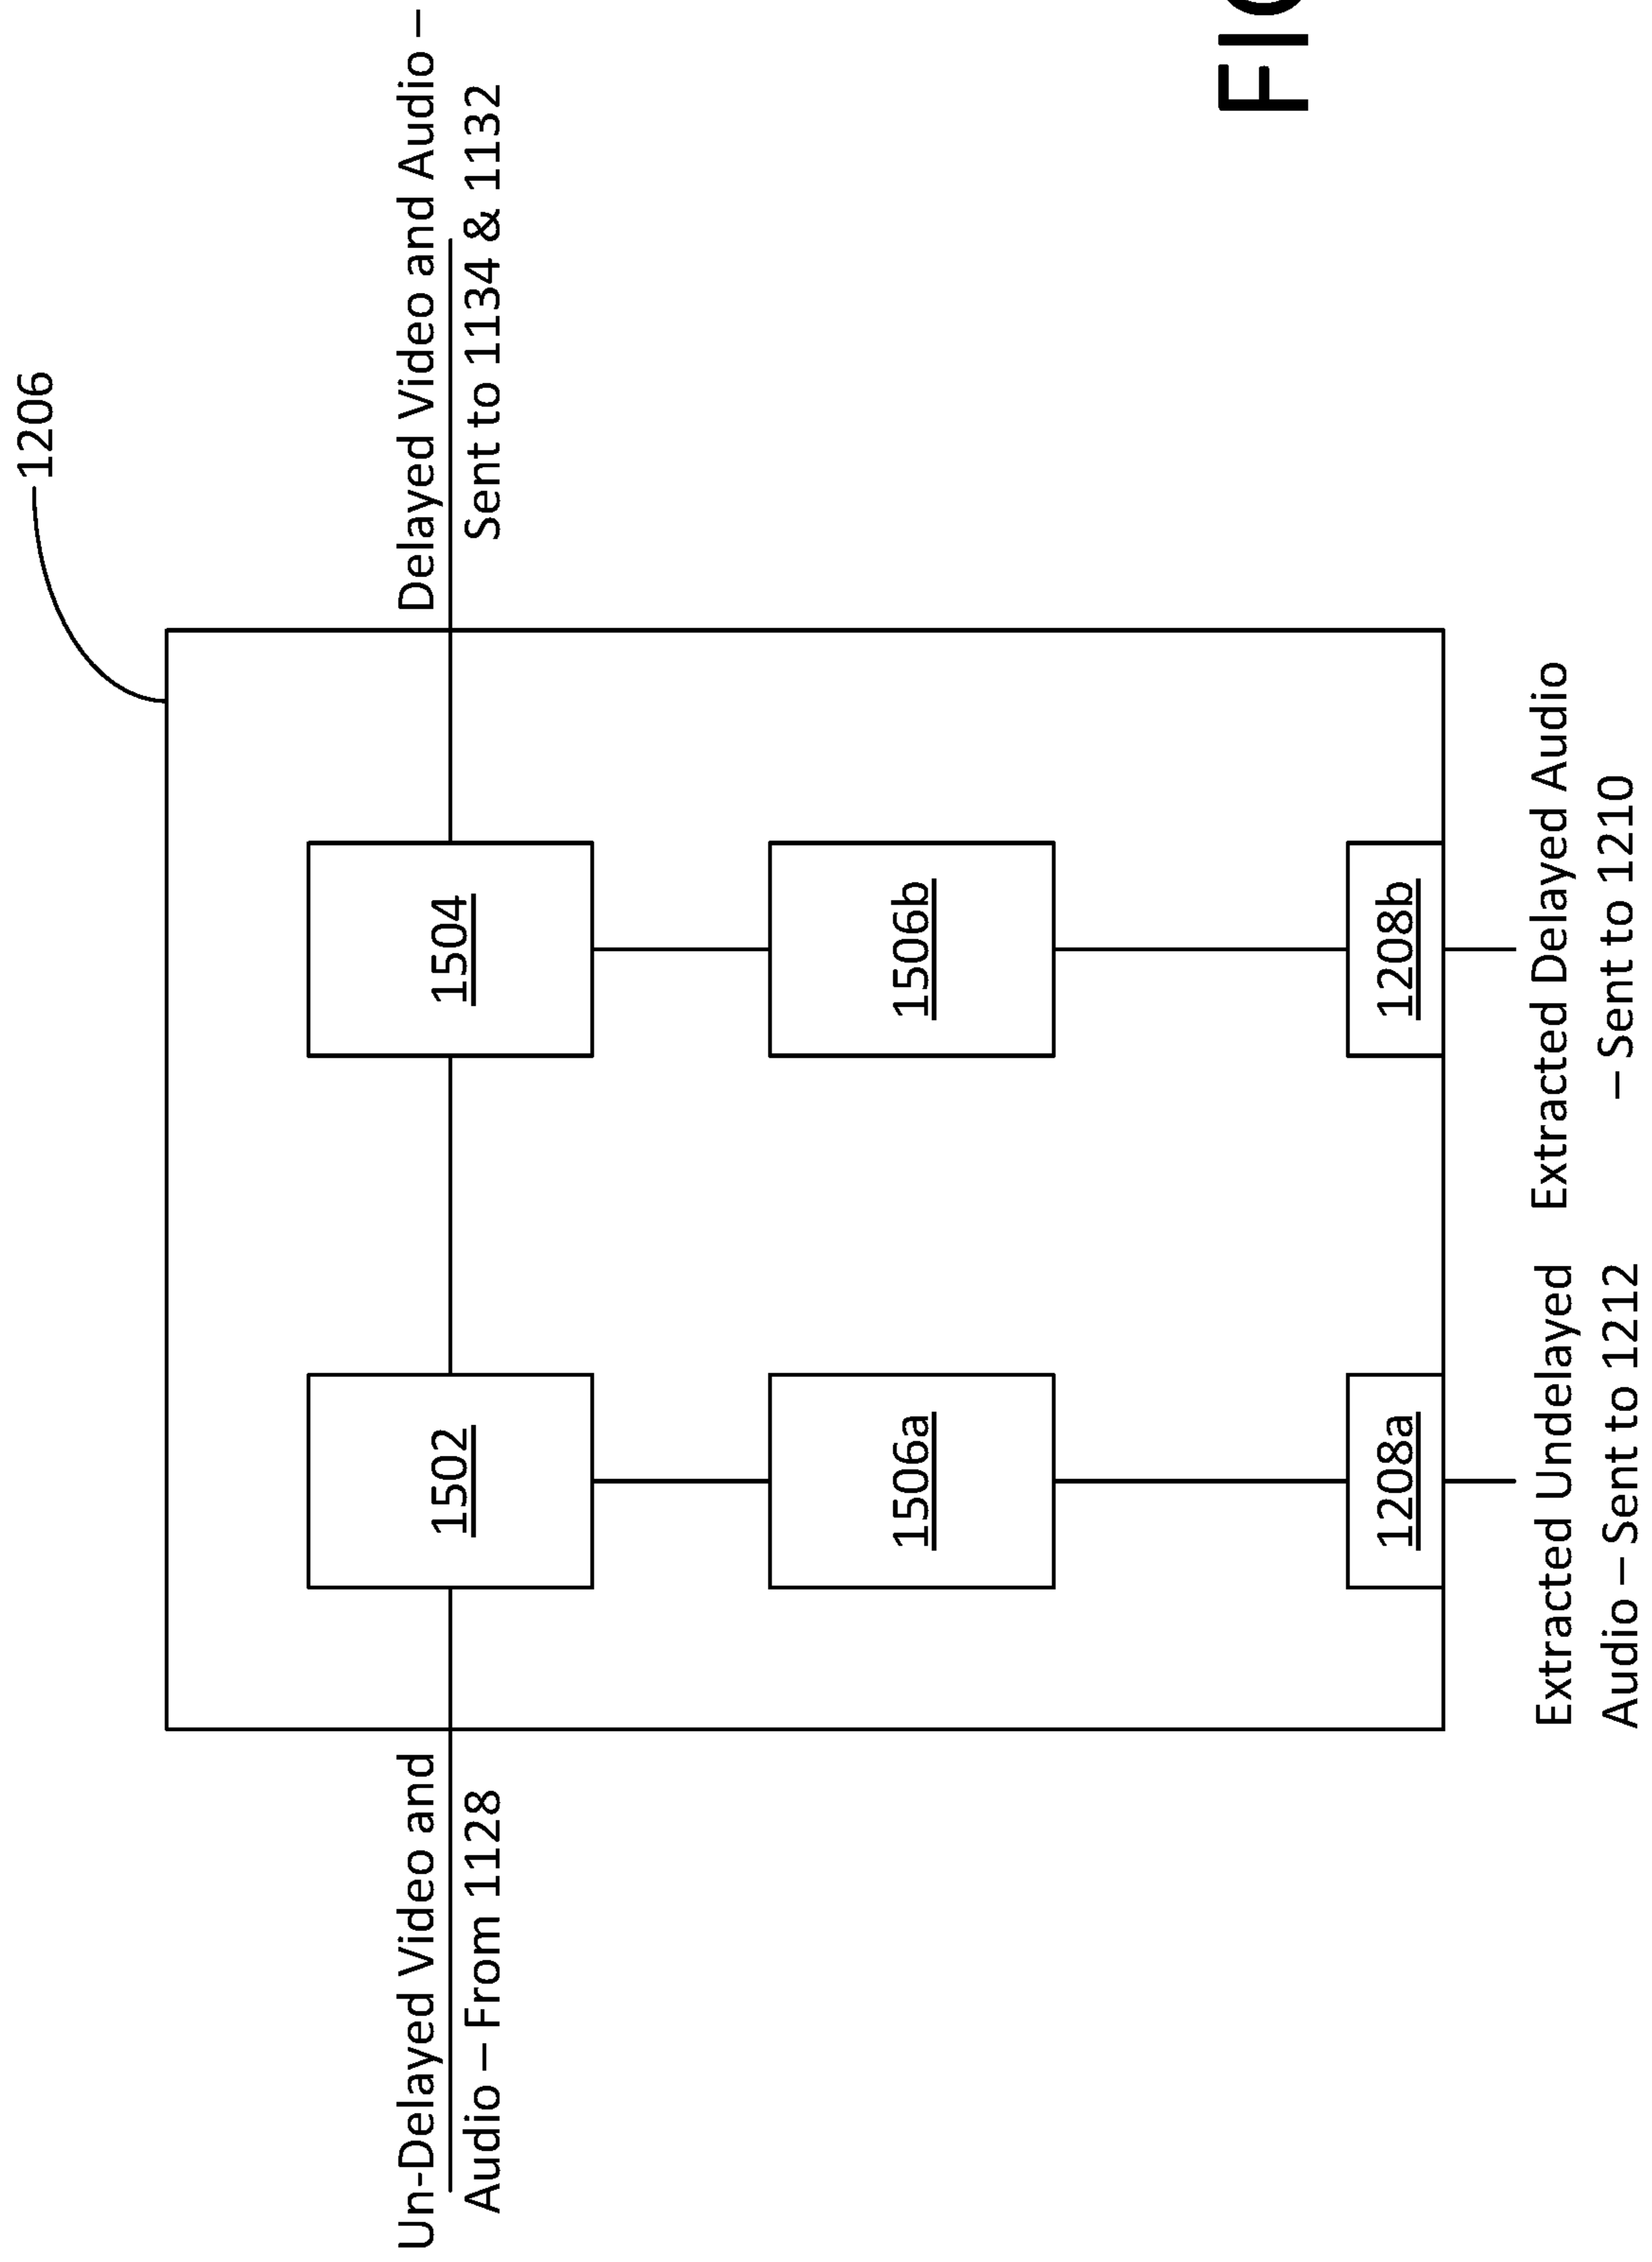 1206
Un-Delayed Video and
Audio – From 1128
Delayed Video and Audio –
Sent to 1134 & 1132
1502
1504
1506a
1506b
1208a
1208b
Extracted Undelayed
Audio – Sent to 1212
Extracted Delayed Audio
– Sent to 1210